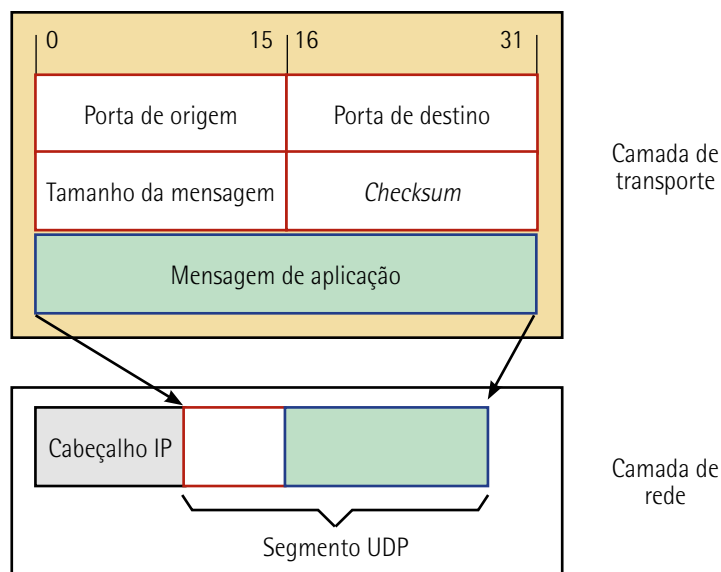 0 15 16 31
Porta de origem Porta de destino
Tamanho da mensagem Checksum
Camada de
transporte
Mensagem de aplicação
Cabeçalho IP
Camada de
rede
Segmento UDP